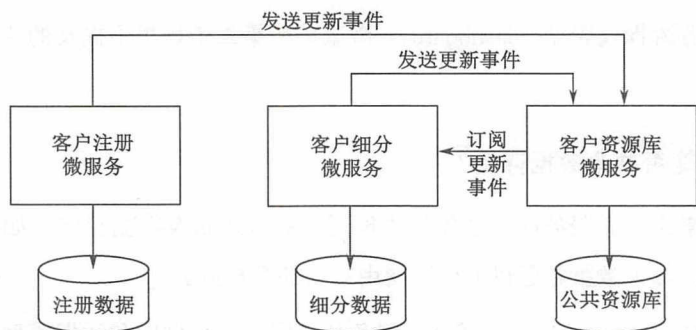 发送更新事件
发送更新事件
客户注册
微服务
客户细分
微服务
订阅
更新
事件
客户资源库
微服务
注册数据
细分数据
公共资源库